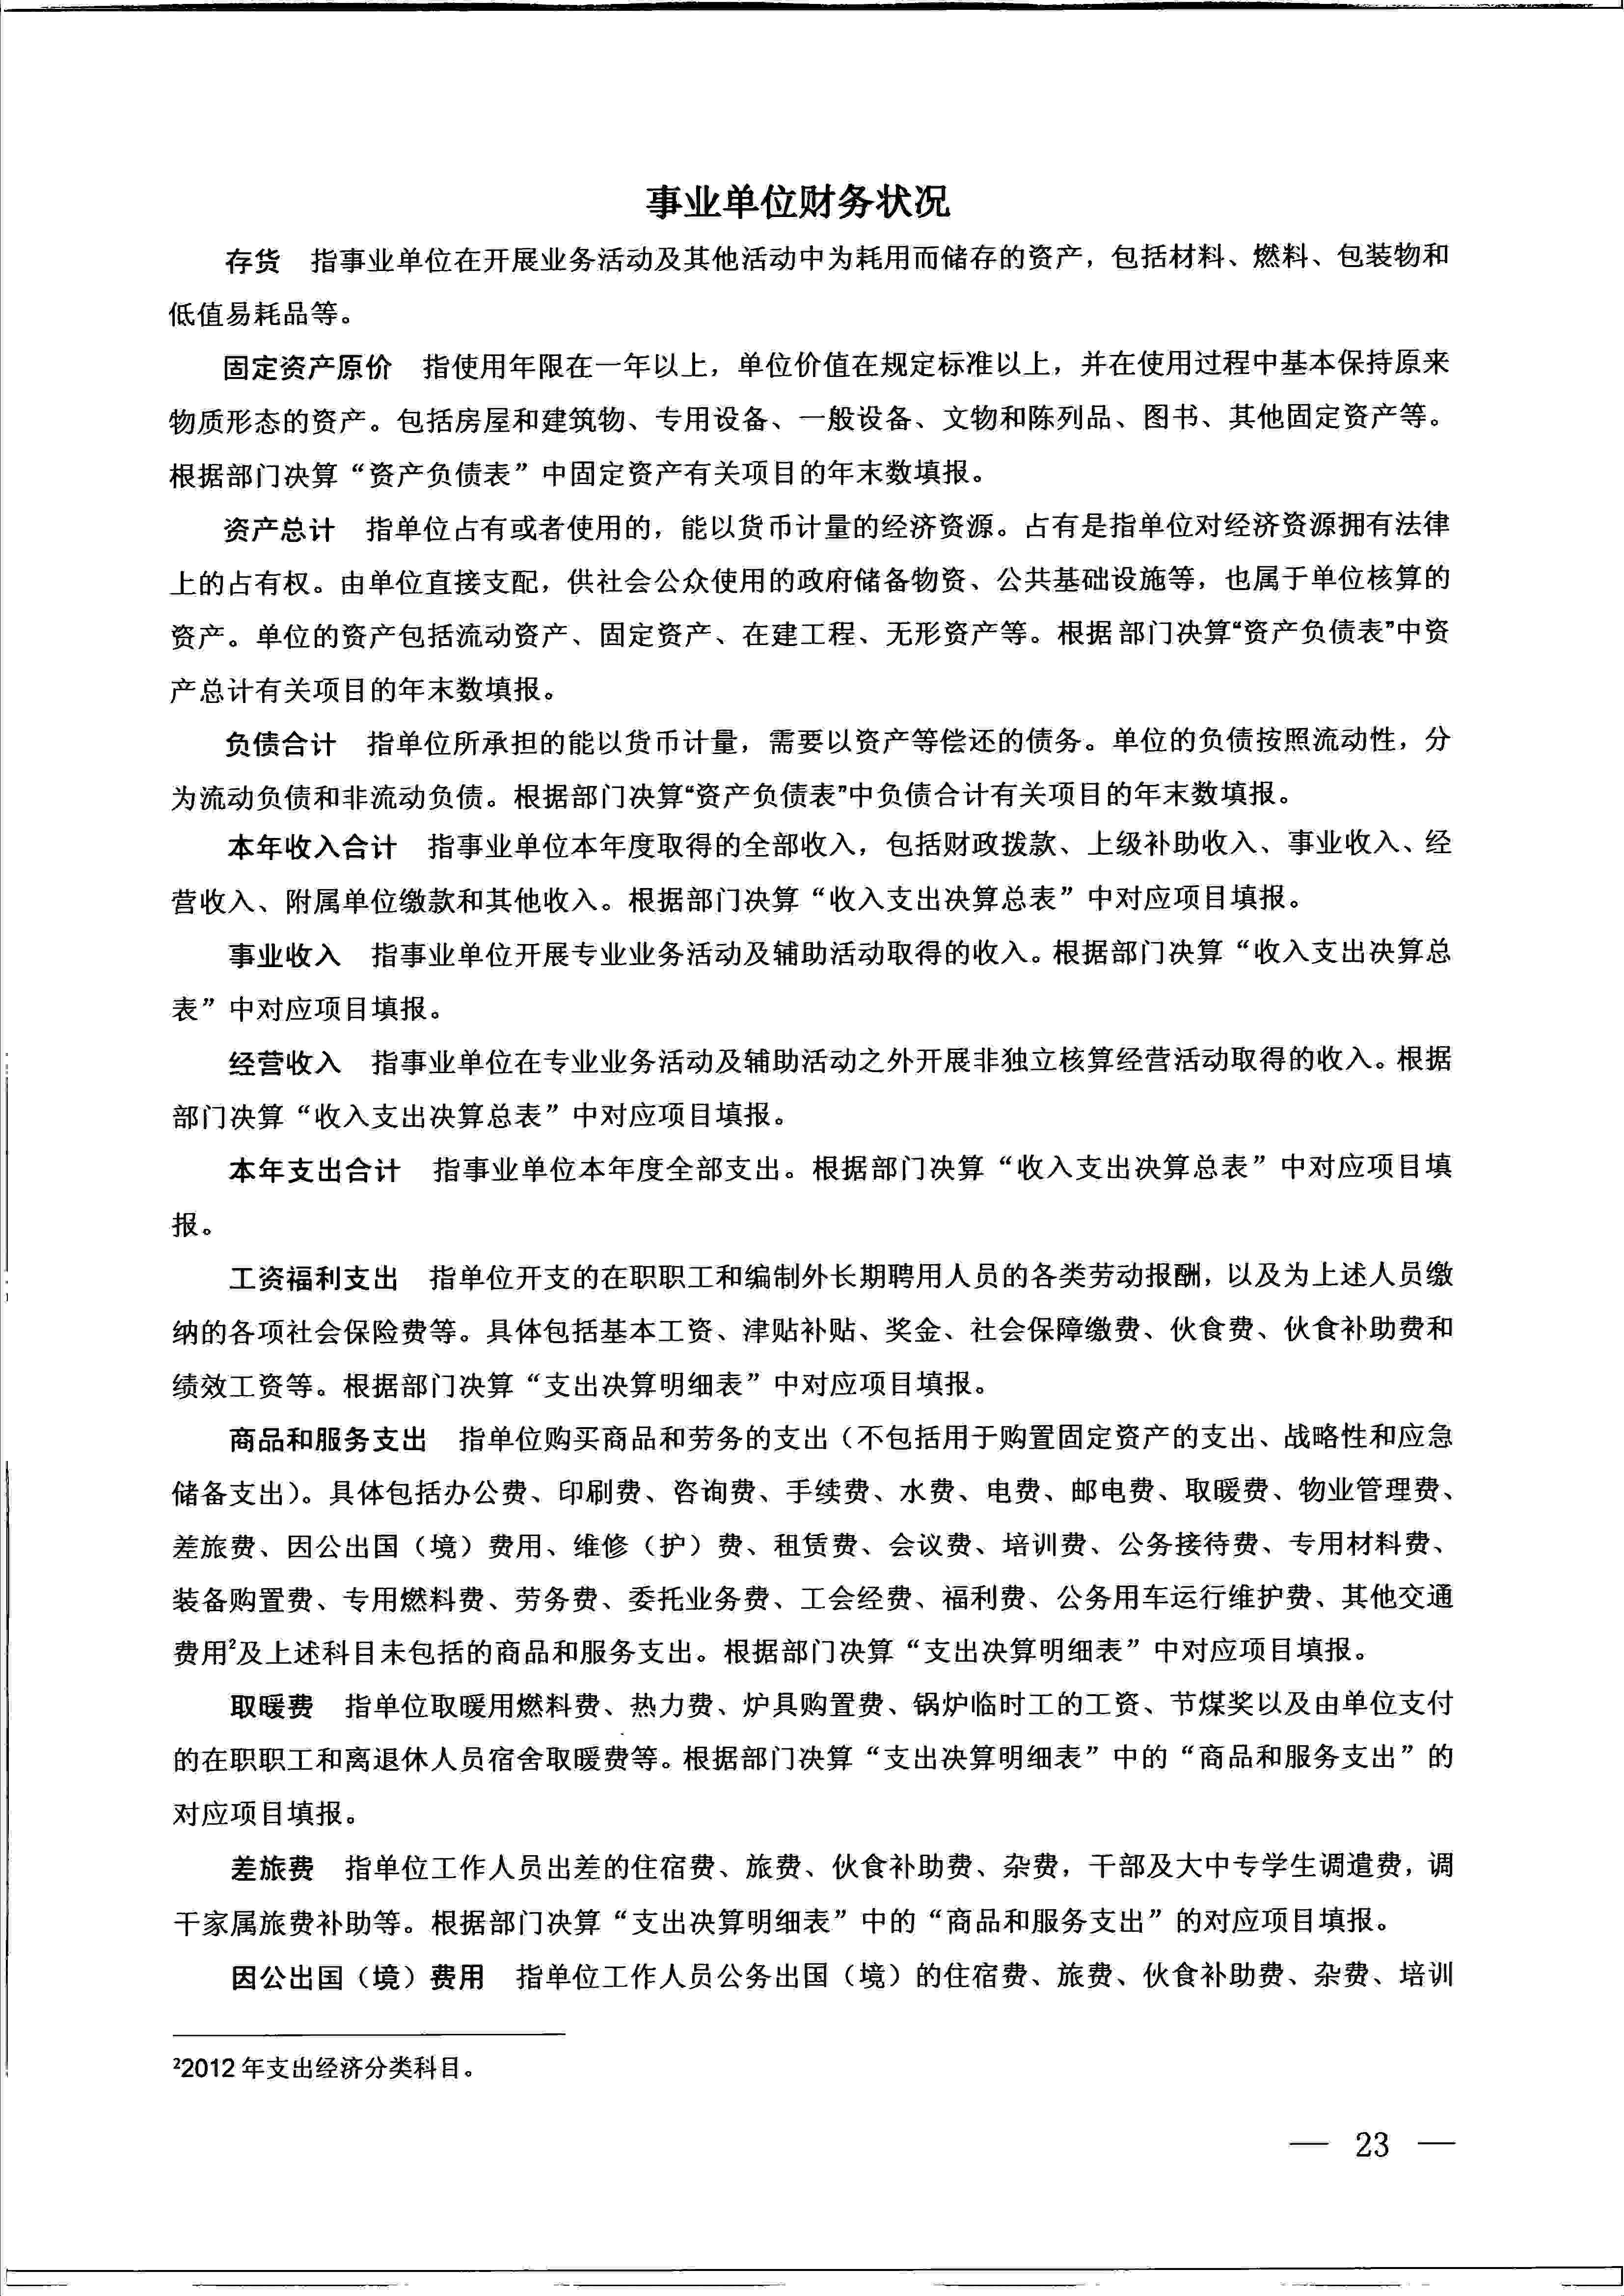 事业单位财务状况
存货　指事业单位在开展业务活动及其他活动中为耗用而储存的资产，包括材料、燃料、包装物和
低值易耗品等。
固定资产原价　指使用年限在一年以上，单位价值在规定标准以上，并在使用过程中基本保持原来
物质形态的资产。包括房屋和建筑物、专用设备、一般设备、文物和陈列品、图书、其他固定资产等。
根据部门决算“资产负债表”中固定资产有关项目的年末数填报。
资产总计　指单位占有或者使用的，能以货币计量的经济资源。占有是指单位对经济资源拥有法律
上的占有权。由单位直接支配，供社会公众使用的政府储备物资、公共基础设施等，也属于单位核算的
资产。单位的资产包括流动资产、固定资产、在建工程、无形资产等。根据部门决算“资产负债表”中资
产总计有关项目的年末数填报。
负债合计　指单位所承担的能以货币计量，需要以资产等偿还的债务。单位的负债按照流动性，分
为流动负债和非流动负债。根据部门决算“资产负债表”中负债合计有关项目的年末数填报。
本年收入合计　指事业单位本年度取得的全部收入，包括财政拨款、上级补助收入、事业收入、经
营收入、附属单位缴款和其他收入。根据部门决算“收入支出决算总表”中对应项目填报。
事业收入　指事业单位开展专业业务活动及辅助活动取得的收入。根据部门决算“收入支出决算总
表”中对应项目填报。
经营收入　指事业单位在专业业务活动及辅助活动之外开展非独立核算经营活动取得的收入。根据
部门决算“收入支出决算总表”中对应项目填报。
本年支出合计　指事业单位本年度全部支出。根据部门决算“收入支出决算总表”中对应项目填
报。
工资福利支出　指单位开支的在职职工和编制外长期聘用人员的各类劳动报酬，以及为上述人员缴
纳的各项社会保险费等。具体包括基本工资、津贴补贴、奖金、社会保障缴费、伙食费、伙食补助费和
绩效工资等。根据部门决算“支出决算明细表”中对应项目填报。
商品和服务支出　指单位购买商品和劳务的支出（不包括用于购置固定资产的支出、战略性和应急
储备支出）。具体包括办公费、印刷费、咨询费、手续费、水费、电费、邮电费、取暖费、物业管理费、
差旅费、因公出国（境）费用、维修（护）费、租赁费、会议费、培训费、公务接待费、专用材料费、
装备购置费、专用燃料费、劳务费、委托业务费、工会经费、福利费、公务用车运行维护费、其他交通
费用²及上述科目未包括的商品和服务支出。根据部门决算“支出决算明细表”中对应项目填报。
取暖费　指单位取暖用燃料费、热力费、炉具购置费、锅炉临时工的工资、节煤奖以及由单位支付
的在职职工和离退休人员宿舍取暖费等。根据部门决算“支出决算明细表”中的“商品和服务支出”的
对应项目填报。
差旅费　指单位工作人员出差的住宿费、旅费、伙食补助费、杂费，干部及大中专学生调遣费，调
干家属旅费补助等。根据部门决算“支出决算明细表”中的“商品和服务支出”的对应项目填报。
因公出国（境）费用　指单位工作人员公务出国（境）的住宿费、旅费、伙食补助费、杂费、培训
²2012 年支出经济分类科目。
— 23 —